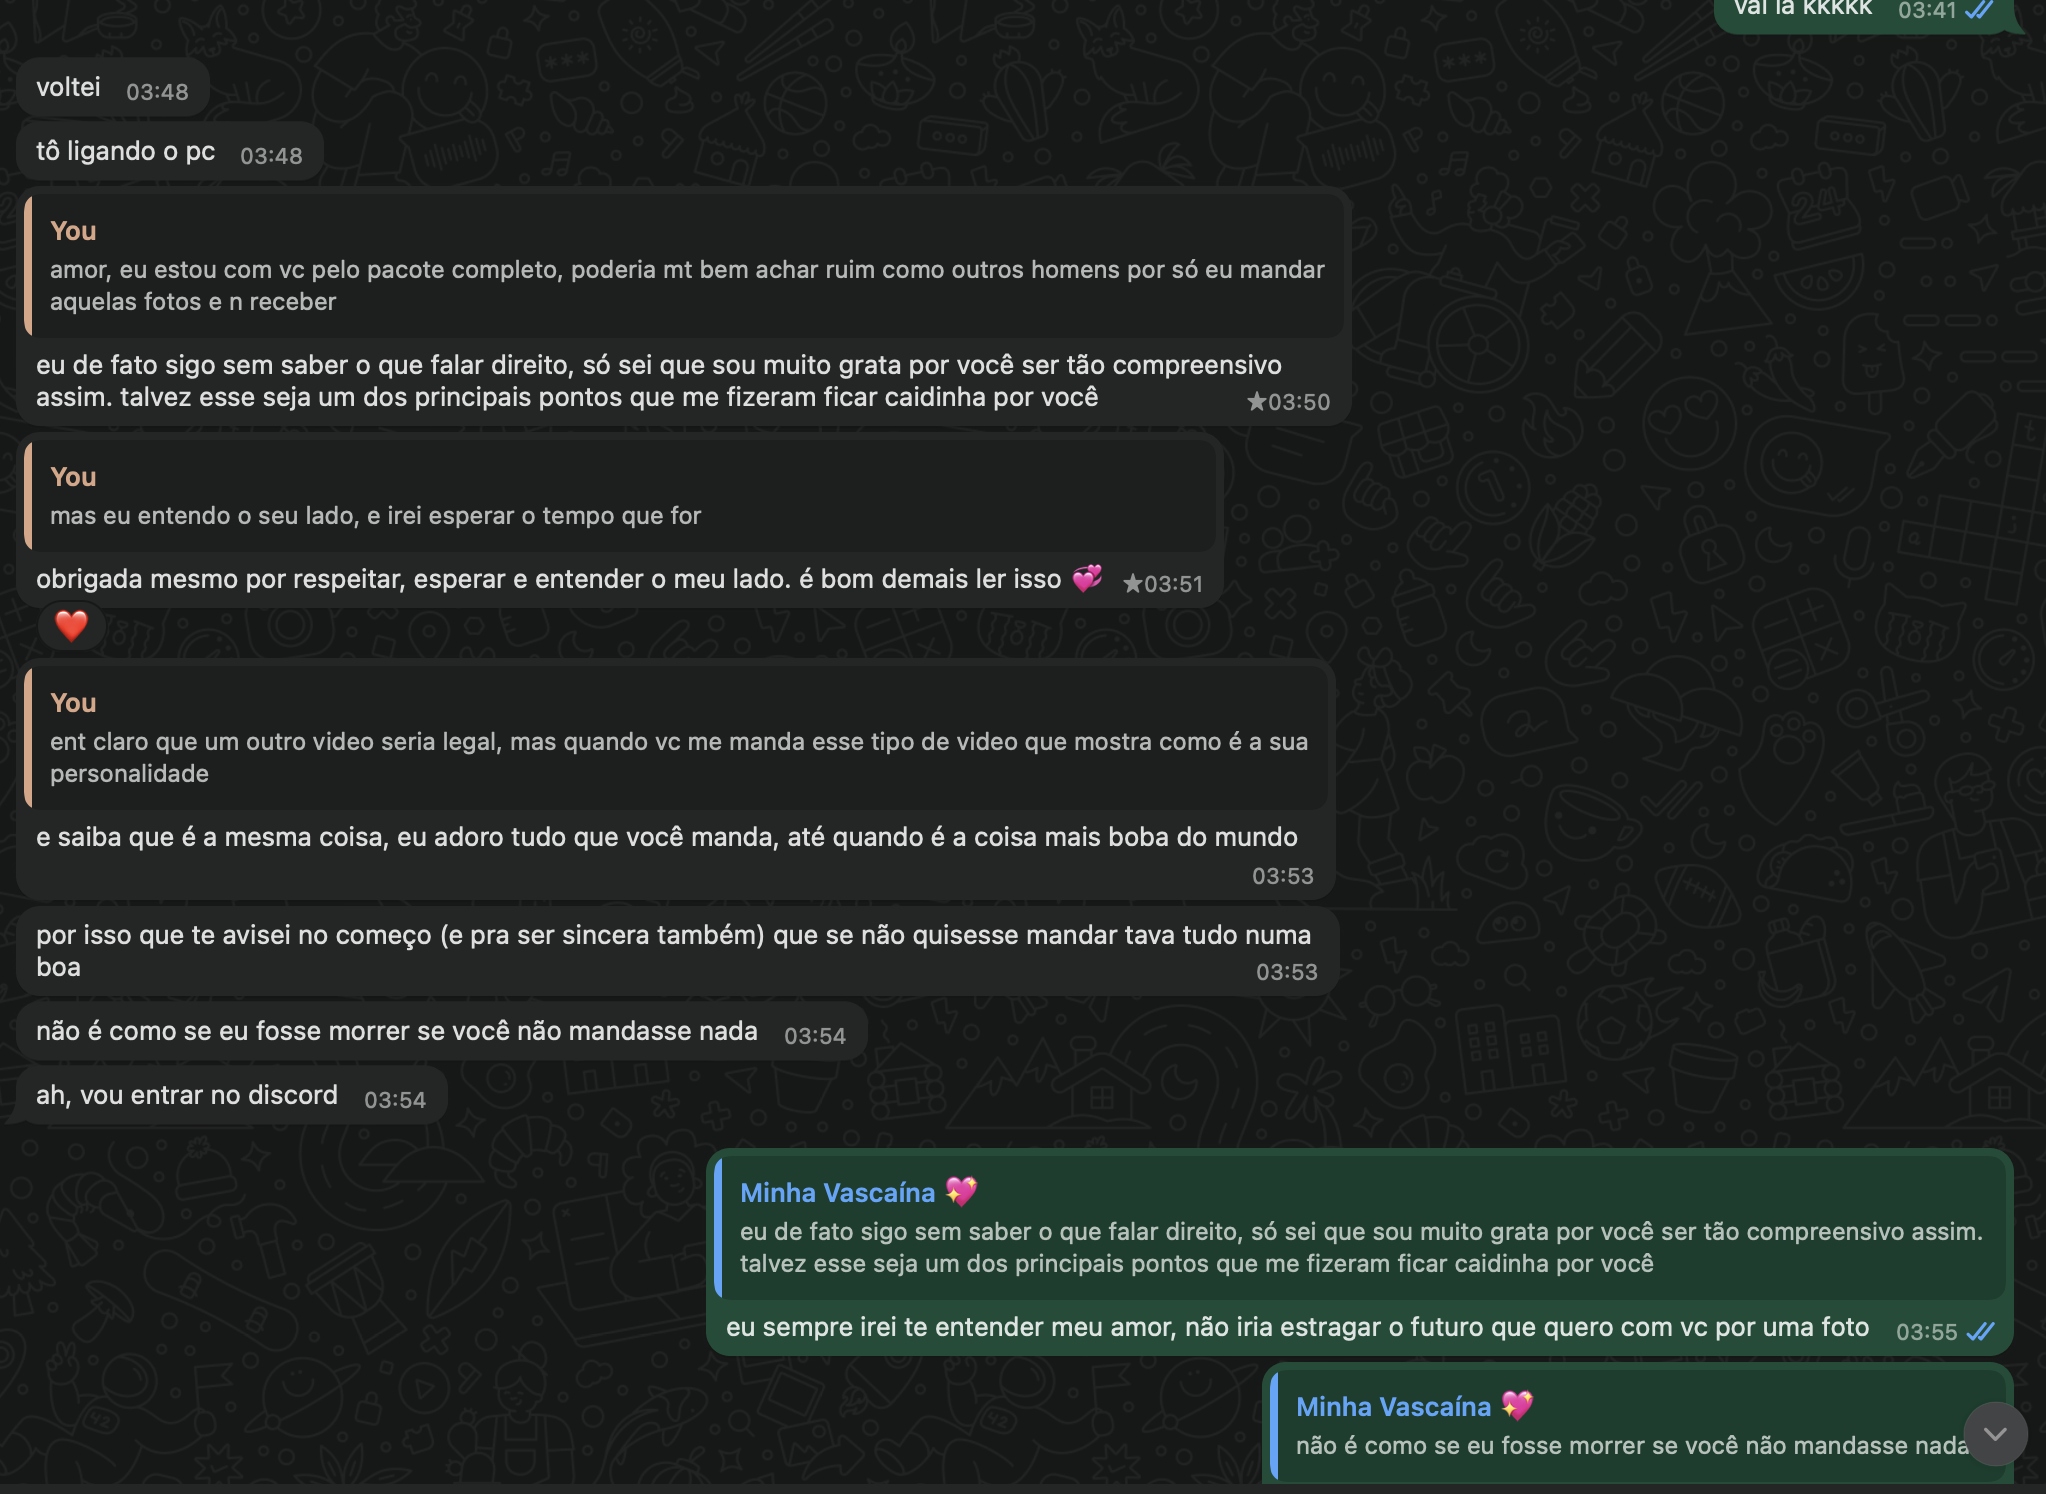 vai lá kkkkk 03:41
voltei 03:48
tô ligando o pc 03:48
You
amor, eu estou com vc pelo pacote completo, poderia mt bem achar ruim como outros homens por só eu mandar
aquelas fotos e n receber
eu de fato sigo sem saber o que falar direito, só sei que sou muito grata por você ser tão compreensivo
assim. talvez esse seja um dos principais pontos que me fizeram ficar caidinha por você ★03:50
You
mas eu entendo o seu lado, e irei esperar o tempo que for
obrigada mesmo por respeitar, esperar e entender o meu lado. é bom demais ler isso 💞 ★03:51
❤️
You
ent claro que um outro video seria legal, mas quando vc me manda esse tipo de video que mostra como é a sua
personalidade
e saiba que é a mesma coisa, eu adoro tudo que você manda, até quando é a coisa mais boba do mundo
03:53
por isso que te avisei no começo (e pra ser sincera também) que se não quisesse mandar tava tudo numa
boa 03:53
não é como se eu fosse morrer se você não mandasse nada 03:54
ah, vou entrar no discord 03:54
Minha Vascaína 💖
eu de fato sigo sem saber o que falar direito, só sei que sou muito grata por você ser tão compreensivo assim.
talvez esse seja um dos principais pontos que me fizeram ficar caidinha por você
eu sempre irei te entender meu amor, não iria estragar o futuro que quero com vc por uma foto 03:55
Minha Vascaína 💖
não é como se eu fosse morrer se você não mandasse nada